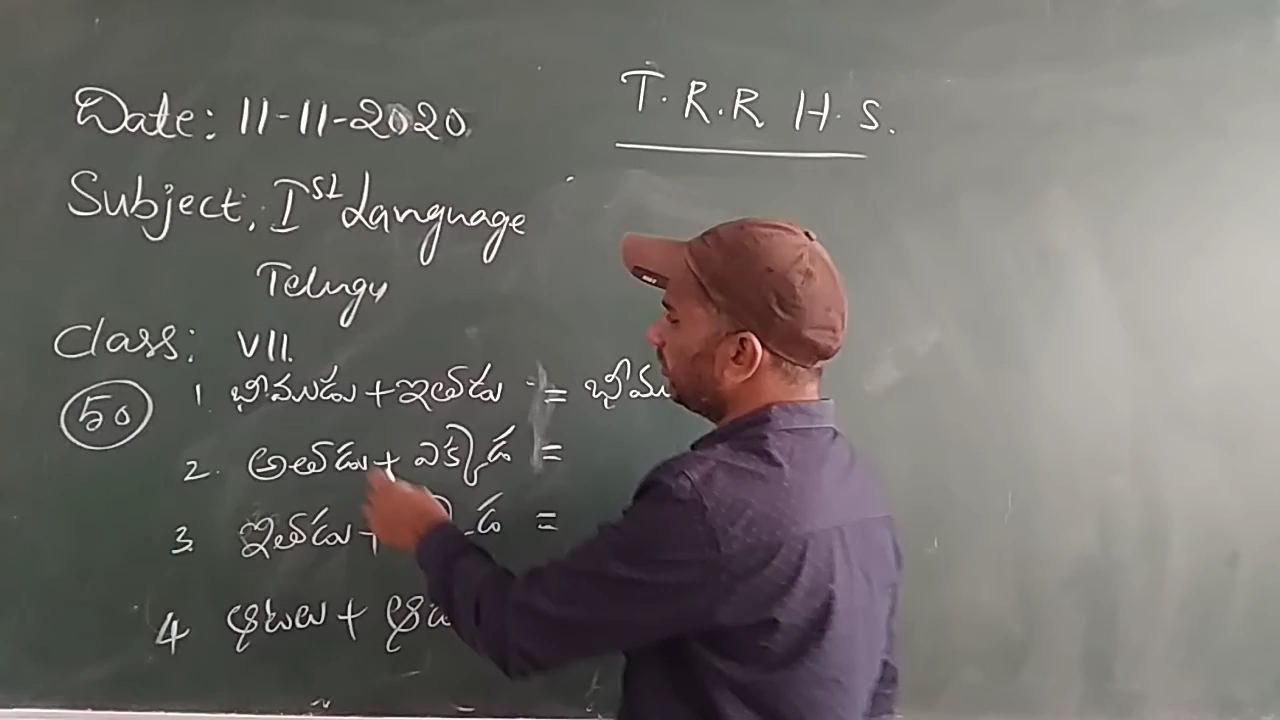 T. R. R H. S.
Date: 11-11-2020
Subject: Ist Language
Telugu
Class: VII.
50
1. భీముడు + ఇతడు = భీము
2. అతడు + ఎక్కడ =
3. ఇతడు + =
4 ఆటలు +